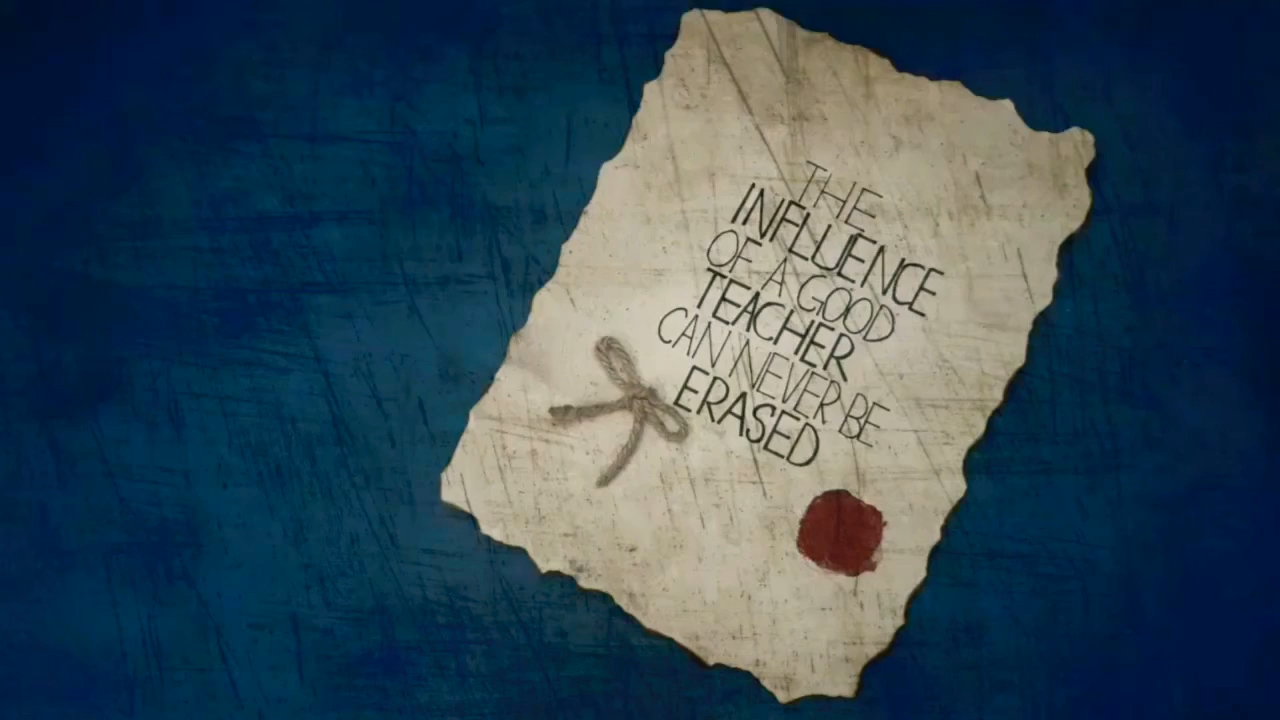 THE
INFLUENCE
OF A GOOD
TEACHER
CAN NEVER BE
ERASED